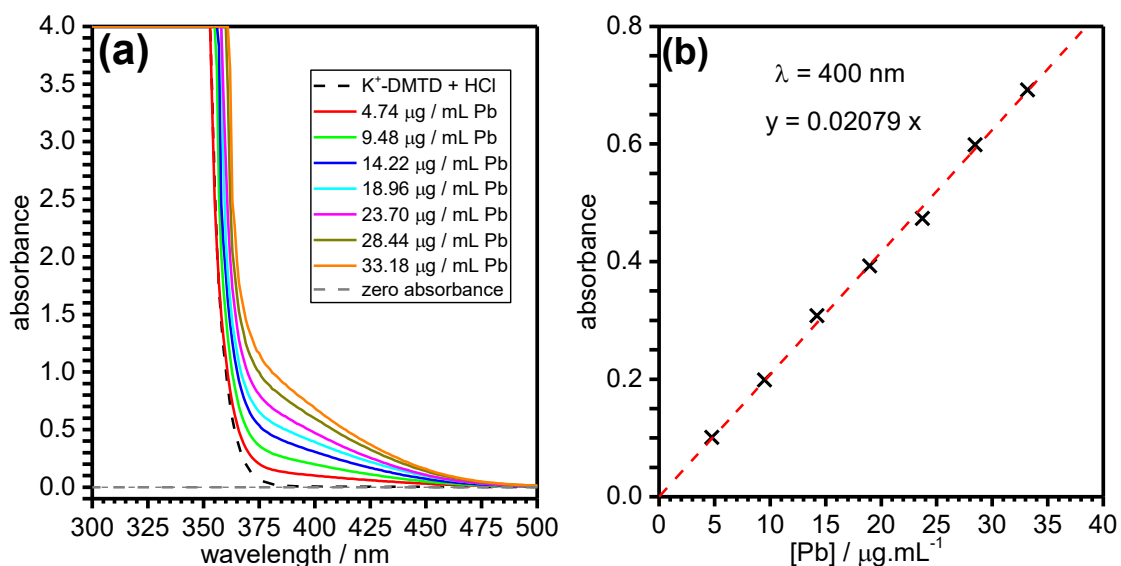 (a)
4.0
3.5
3.0
2.5
2.0
1.5
1.0
0.5
0.0
absorbance
K⁺-DMTD + HCl
4.74 μg / mL Pb
9.48 μg / mL Pb
14.22 μg / mL Pb
18.96 μg / mL Pb
23.70 μg / mL Pb
28.44 μg / mL Pb
33.18 μg / mL Pb
zero absorbance
300 325 350 375 400 425 450 475 500
wavelength / nm
(b)
λ = 400 nm
y = 0.02079 x
0.8
0.6
0.4
0.2
0.0
absorbance
0 5 10 15 20 25 30 35 40
[Pb] / μg.mL⁻¹